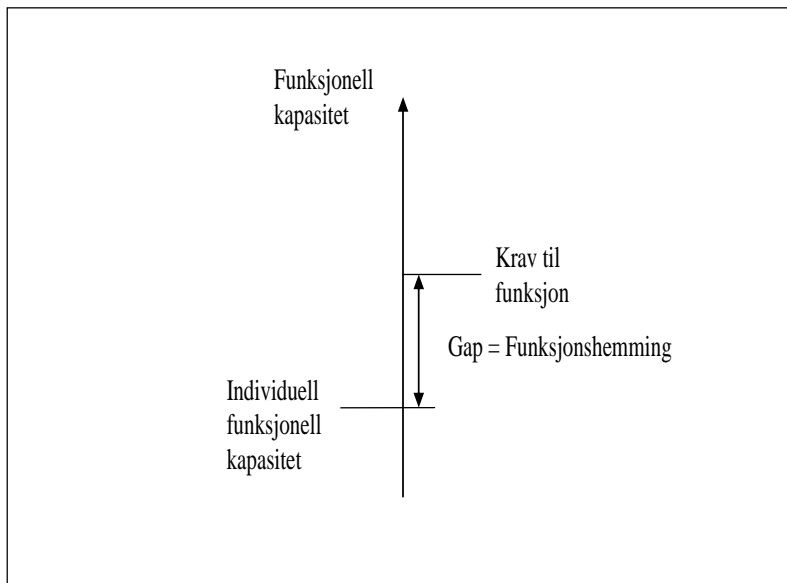 Funksjonell
kapasitet
Krav til
funksjon
Gap = Funksjonshemming
Individuell
funksjonell
kapasitet